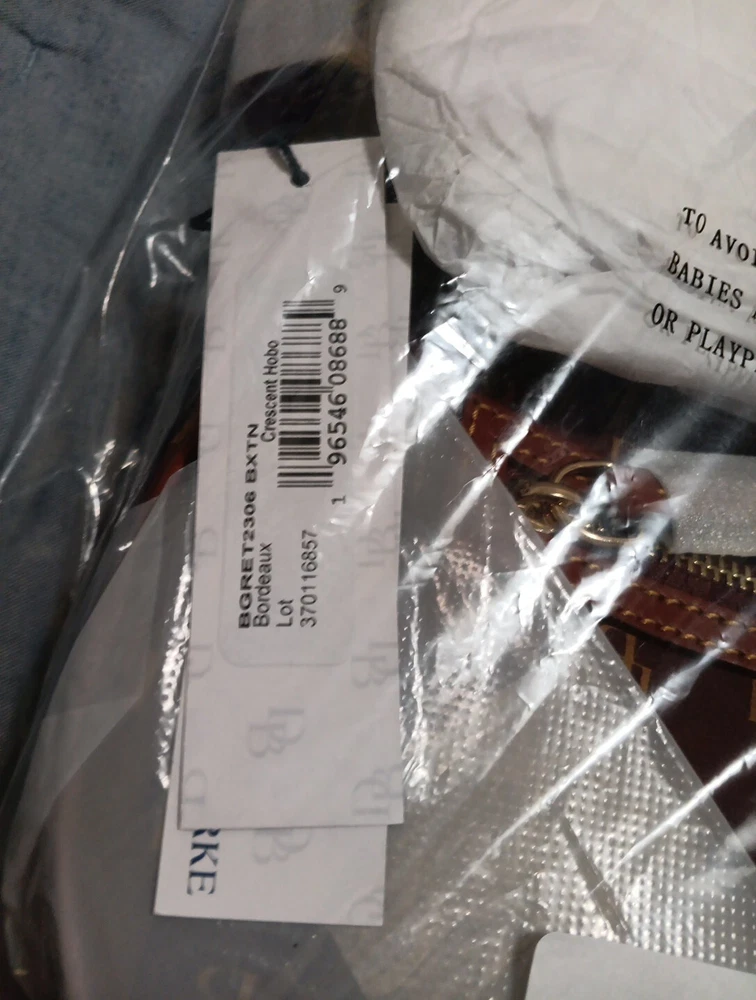 BGRET2306 BXTN
Bordeaux Crescent Hobo
Lot
370116857
1 96546 08688 9
RKE
TO AVOI
BABIES
OR PLAYP